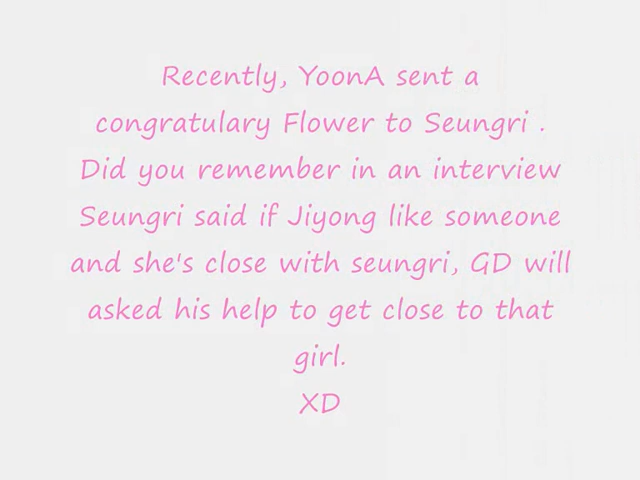 Recently, YoonA sent a
congratulary Flower to Seungri .
Did you remember in an interview
Seungri said if Jiyong like someone
and she's close with seungri, GD will
asked his help to get close to that
girl.
XD